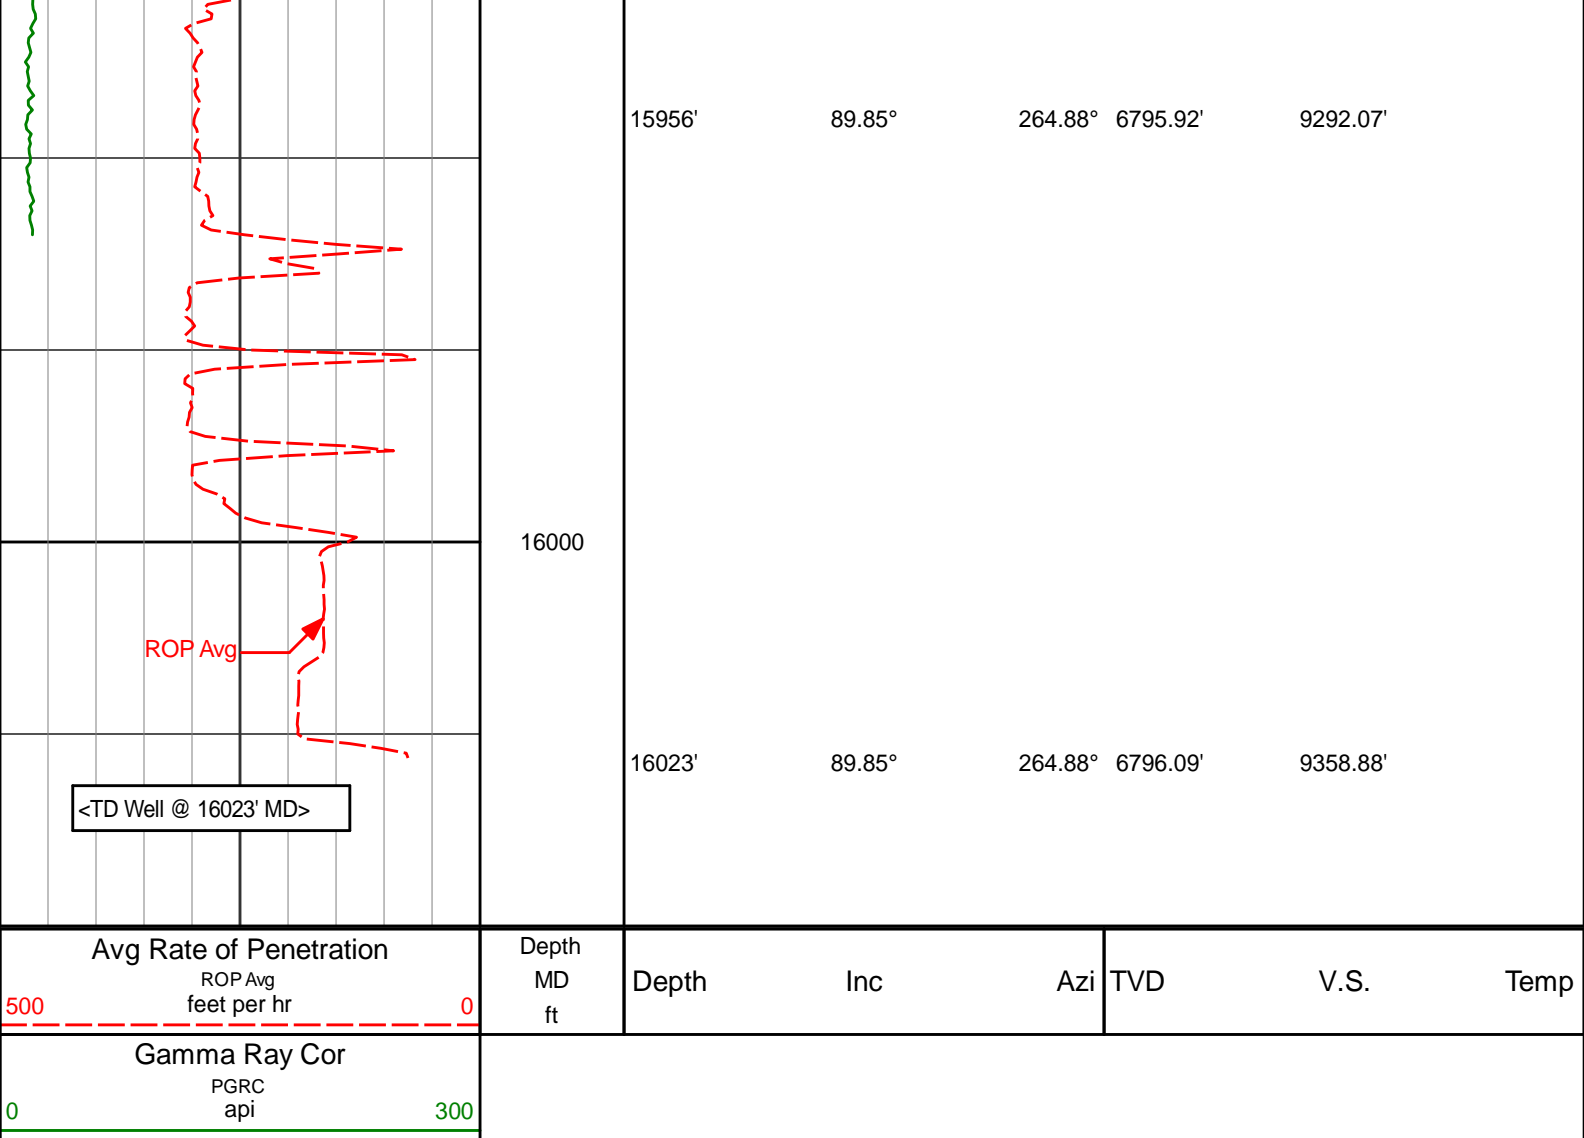 15956' 89.85° 264.88° 6795.92' 9292.07'
16000
ROP Avg
16023' 89.85° 264.88° 6796.09' 9358.88'
<TD Well @ 16023' MD>
Avg Rate of Penetration
ROP Avg
500 feet per hr 0
Depth
MD
ft
Depth Inc Azi TVD V.S. Temp
Gamma Ray Cor
PGRC
0 api 300